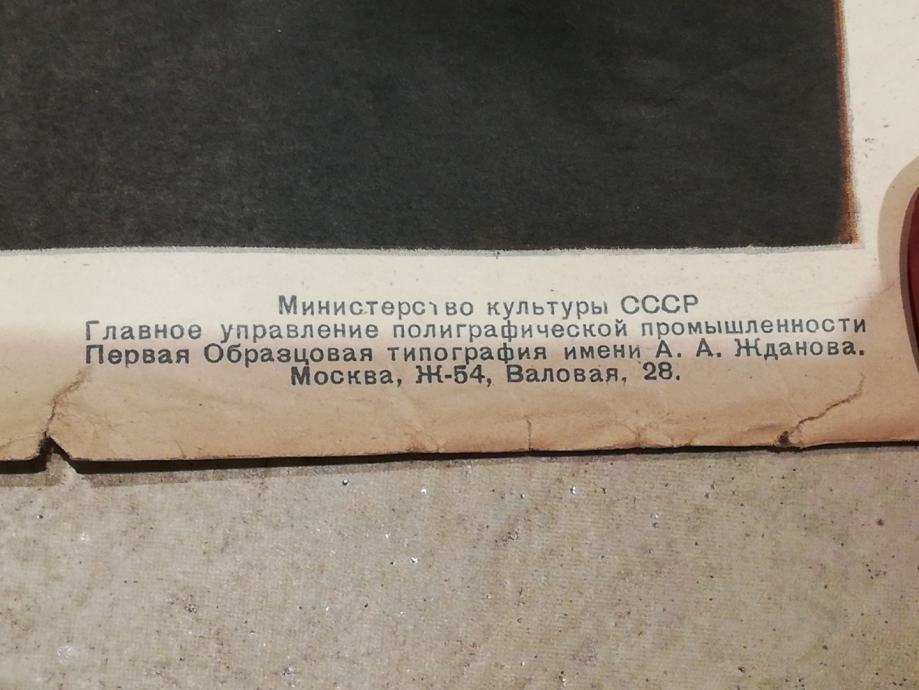 Министерство культуры СССР
Главное управление полиграфической промышленности
Первая Образцовая типография имени А. А. Жданова.
Москва, Ж-54, Валовая, 28.